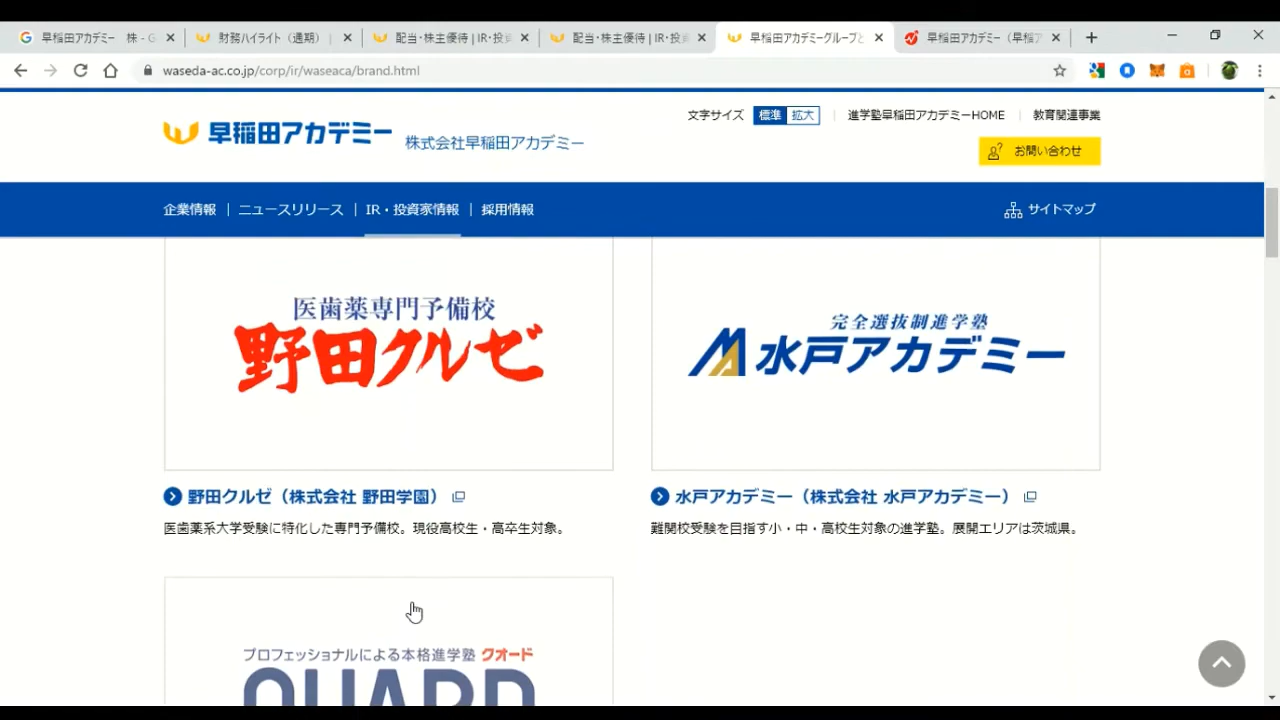 早稲田アカデミー 株 - G
財務ハイライト（通期） |
配当・株主優待 | IR・投資
配当・株主優待 | IR・投資
早稲田アカデミーグループと
早稲田アカデミー（早稲ア
waseda-ac.co.jp/corp/ir/waseaca/brand.html
早稲田アカデミー 株式会社早稲田アカデミー
文字サイズ 標準 拡大 | 進学塾早稲田アカデミーHOME | 教育関連事業
お問い合わせ
企業情報 | ニュースリリース | IR・投資家情報 | 採用情報
サイトマップ
医歯薬専門予備校
野田クルゼ
完全選抜制進学塾
水戸アカデミー
野田クルゼ（株式会社 野田学園）
医歯薬系大学受験に特化した専門予備校。現役高校生・高卒生対象。
水戸アカデミー（株式会社 水戸アカデミー）
難関校受験を目指す小・中・高校生対象の進学塾。展開エリアは茨城県。
プロフェッショナルによる本格進学塾 クオード
QUARD